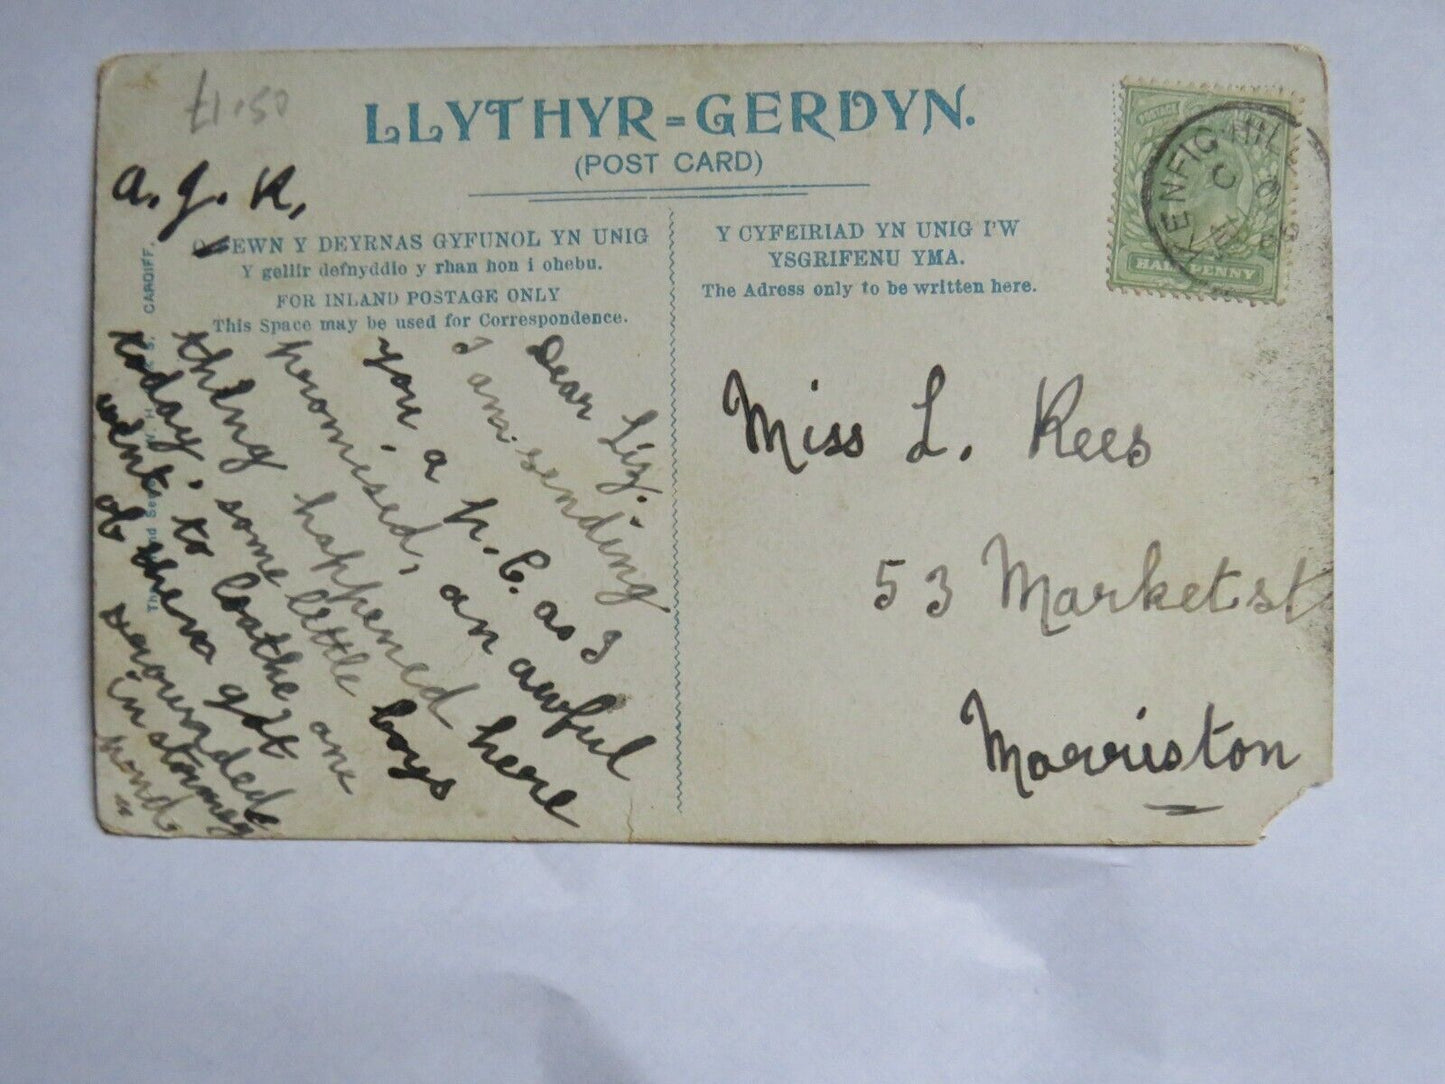 £1.50
LLYTHYR=GERDYN.
(POST CARD)
A. J. R,
EWN Y DEYRNAS GYFUNOL YN UNIG
Y gellir defnyddio y rhan hon i ohebu.
FOR INLAND POSTAGE ONLY
This Space may be used for Correspondence.
Y CYFEIRIAD YN UNIG I'W
YSGRIFENU YMA.
The Adress only to be written here.
HALFPENNY
KENFIG HILL
CARDIFF.
Dear Liz.
I am sending
you, a p. c. as I
promised, an awful
thing happened here
today, some little boys
went to bathe, one
of them got
drowned
in stormey
pond.
Miss L. Rees
53 Market st
Morriston